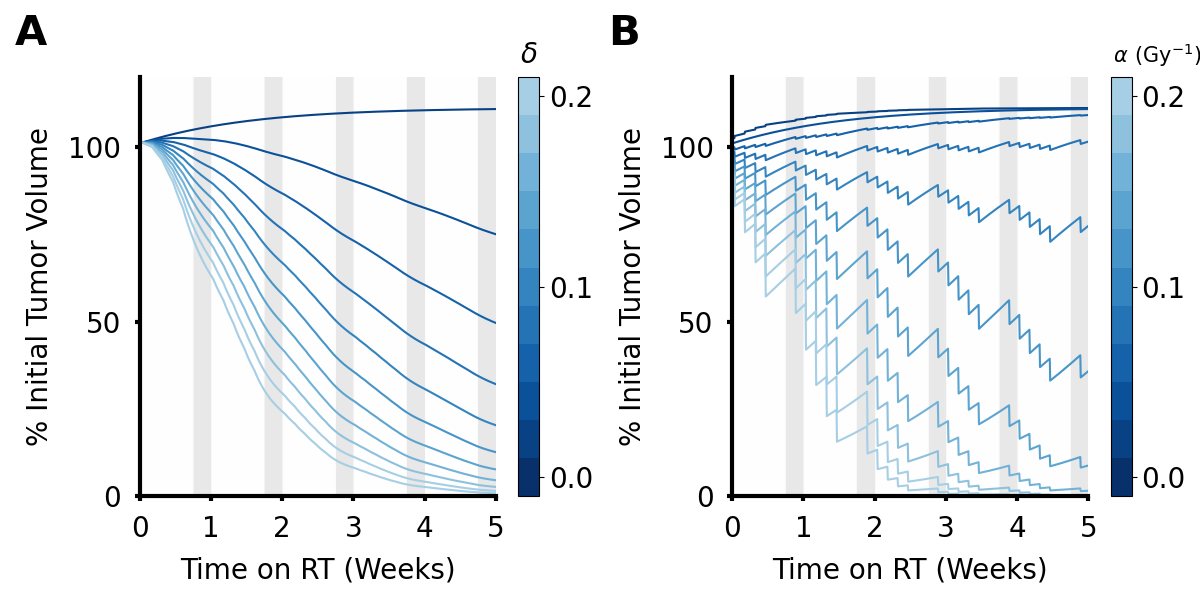 A
δ
% Initial Tumor Volume
100
50
0
0 1 2 3 4 5
Time on RT (Weeks)
0.2
0.1
0.0
B
α (Gy⁻¹)
% Initial Tumor Volume
100
50
0
0 1 2 3 4 5
Time on RT (Weeks)
0.2
0.1
0.0